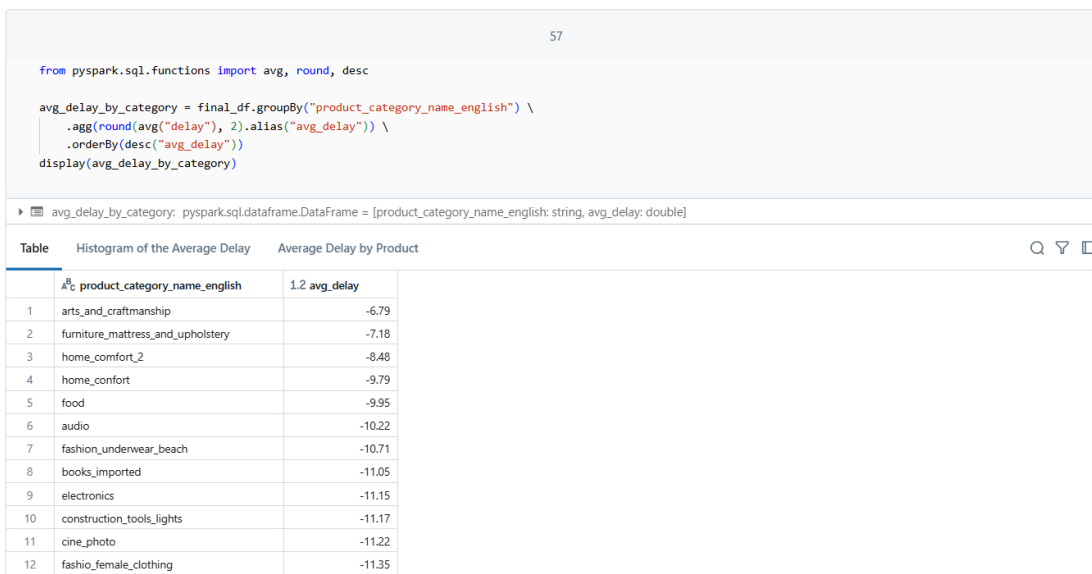 57
from pyspark.sql.functions import avg, round, desc
avg_delay_by_category = final_df.groupBy("product_category_name_english") \
.agg(round(avg("delay"), 2).alias("avg_delay")) \
.orderBy(desc("avg_delay"))
display(avg_delay_by_category)
avg_delay_by_category: pyspark.sql.dataframe.DataFrame = [product_category_name_english: string, avg_delay: double]
Table Histogram of the Average Delay Average Delay by Product
ABC product_category_name_english 1.2 avg_delay
1 arts_and_craftmanship -6.79
2 furniture_mattress_and_upholstery -7.18
3 home_comfort_2 -8.48
4 home_confort -9.79
5 food -9.95
6 audio -10.22
7 fashion_underwear_beach -10.71
8 books_imported -11.05
9 electronics -11.15
10 construction_tools_lights -11.17
11 cine_photo -11.22
12 fashio_female_clothing -11.35